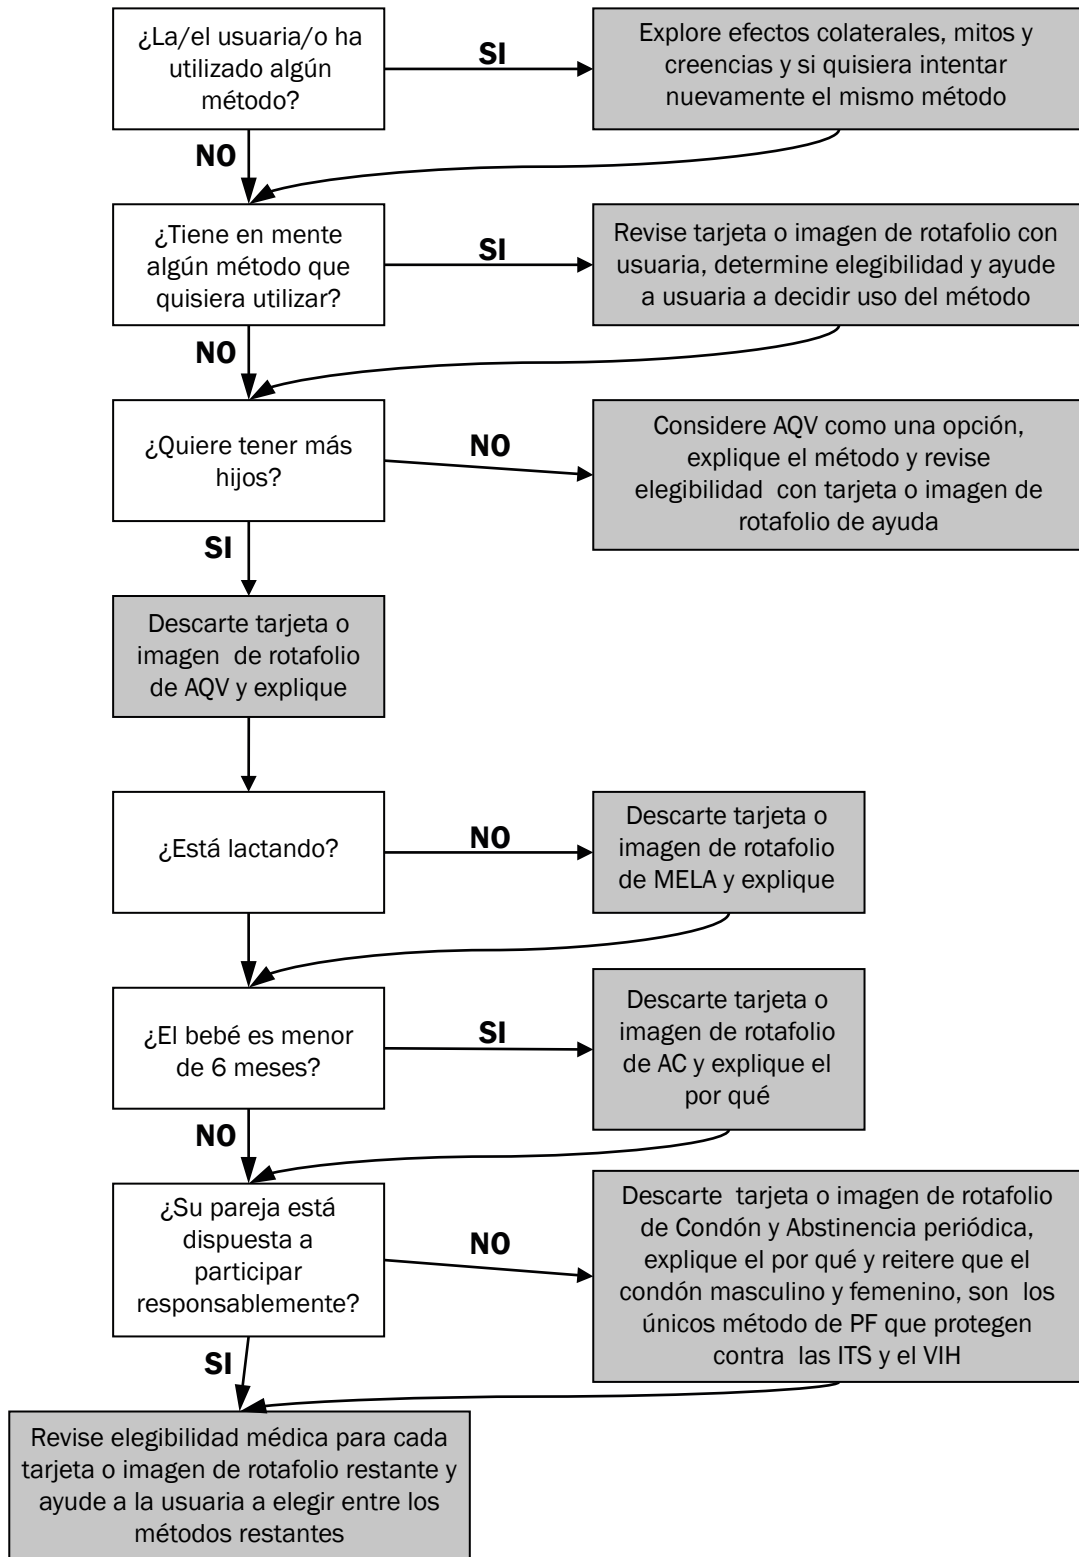 ¿La/el usuaria/o ha
utilizado algún
método?
SI
Explore efectos colaterales, mitos y
creencias y si quisiera intentar
nuevamente el mismo método
NO
¿Tiene en mente
algún método que
quisiera utilizar?
SI
Revise tarjeta o imagen de rotafolio con
usuaria, determine elegibilidad y ayude
a usuaria a decidir uso del método
NO
¿Quiere tener más
hijos?
NO
Considere AQV como una opción,
explique el método y revise
elegibilidad con tarjeta o imagen de
rotafolio de ayuda
SI
Descarte tarjeta o
imagen de rotafolio
de AQV y explique
¿Está lactando?
NO
Descarte tarjeta o
imagen de rotafolio
de MELA y explique
¿El bebé es menor
de 6 meses?
SI
Descarte tarjeta o
imagen de rotafolio
de AC y explique el
por qué
NO
¿Su pareja está
dispuesta a
participar
responsablemente?
NO
Descarte tarjeta o imagen de rotafolio
de Condón y Abstinencia periódica,
explique el por qué y reitere que el
condón masculino y femenino, son los
únicos método de PF que protegen
contra las ITS y el VIH
SI
Revise elegibilidad médica para cada
tarjeta o imagen de rotafolio restante y
ayude a la usuaria a elegir entre los
métodos restantes